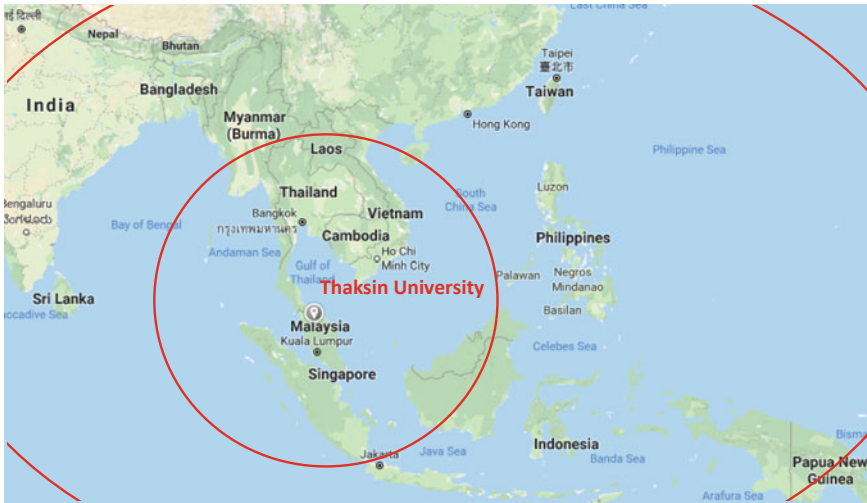 East China Sea
नई दिल्ली
Nepal
Bhutan
Taipei
臺北市
Taiwan
India
Bangladesh
Myanmar
(Burma)
Hong Kong
Laos
Philippine Sea
Thailand
Luzon
South
China Sea
Bengaluru
Bay of Bengal
Bangkok
กรุงเทพมหานคร
Vietnam
Cambodia
Philippines
Andaman Sea
Ho Chi
Minh City
Gulf of
Thailand
Palawan
Negros
Mindanao
Thaksin University
Sri Lanka
Laccadive Sea
Basilan
Malaysia
Kuala Lumpur
Celebes Sea
Singapore
Indonesia
Java Sea
Jakarta
Banda Sea
Papua New
Guinea
Arafura Sea